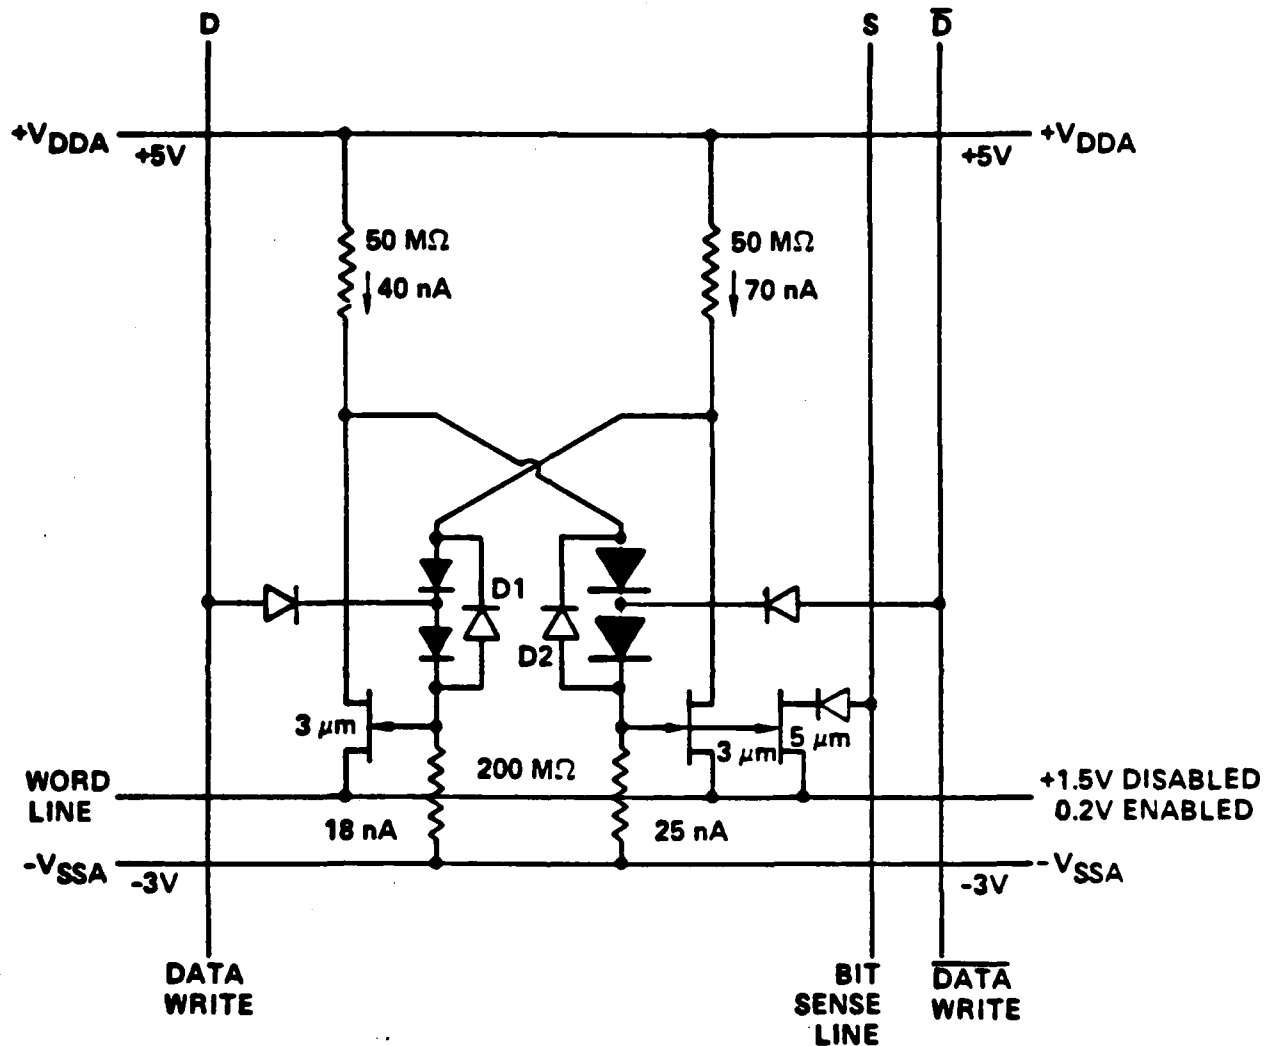 D
S
D̅
+VDDA
+5V
+5V
+VDDA
50 MΩ
40 nA
50 MΩ
70 nA
D1
D2
3 μm
3 μm
5 μm
200 MΩ
WORD
LINE
+1.5V DISABLED
0.2V ENABLED
18 nA
25 nA
-VSSA
-3V
-3V
-VSSA
DATA
WRITE
BIT
SENSE
LINE
D̅A̅T̅A̅
WRITE